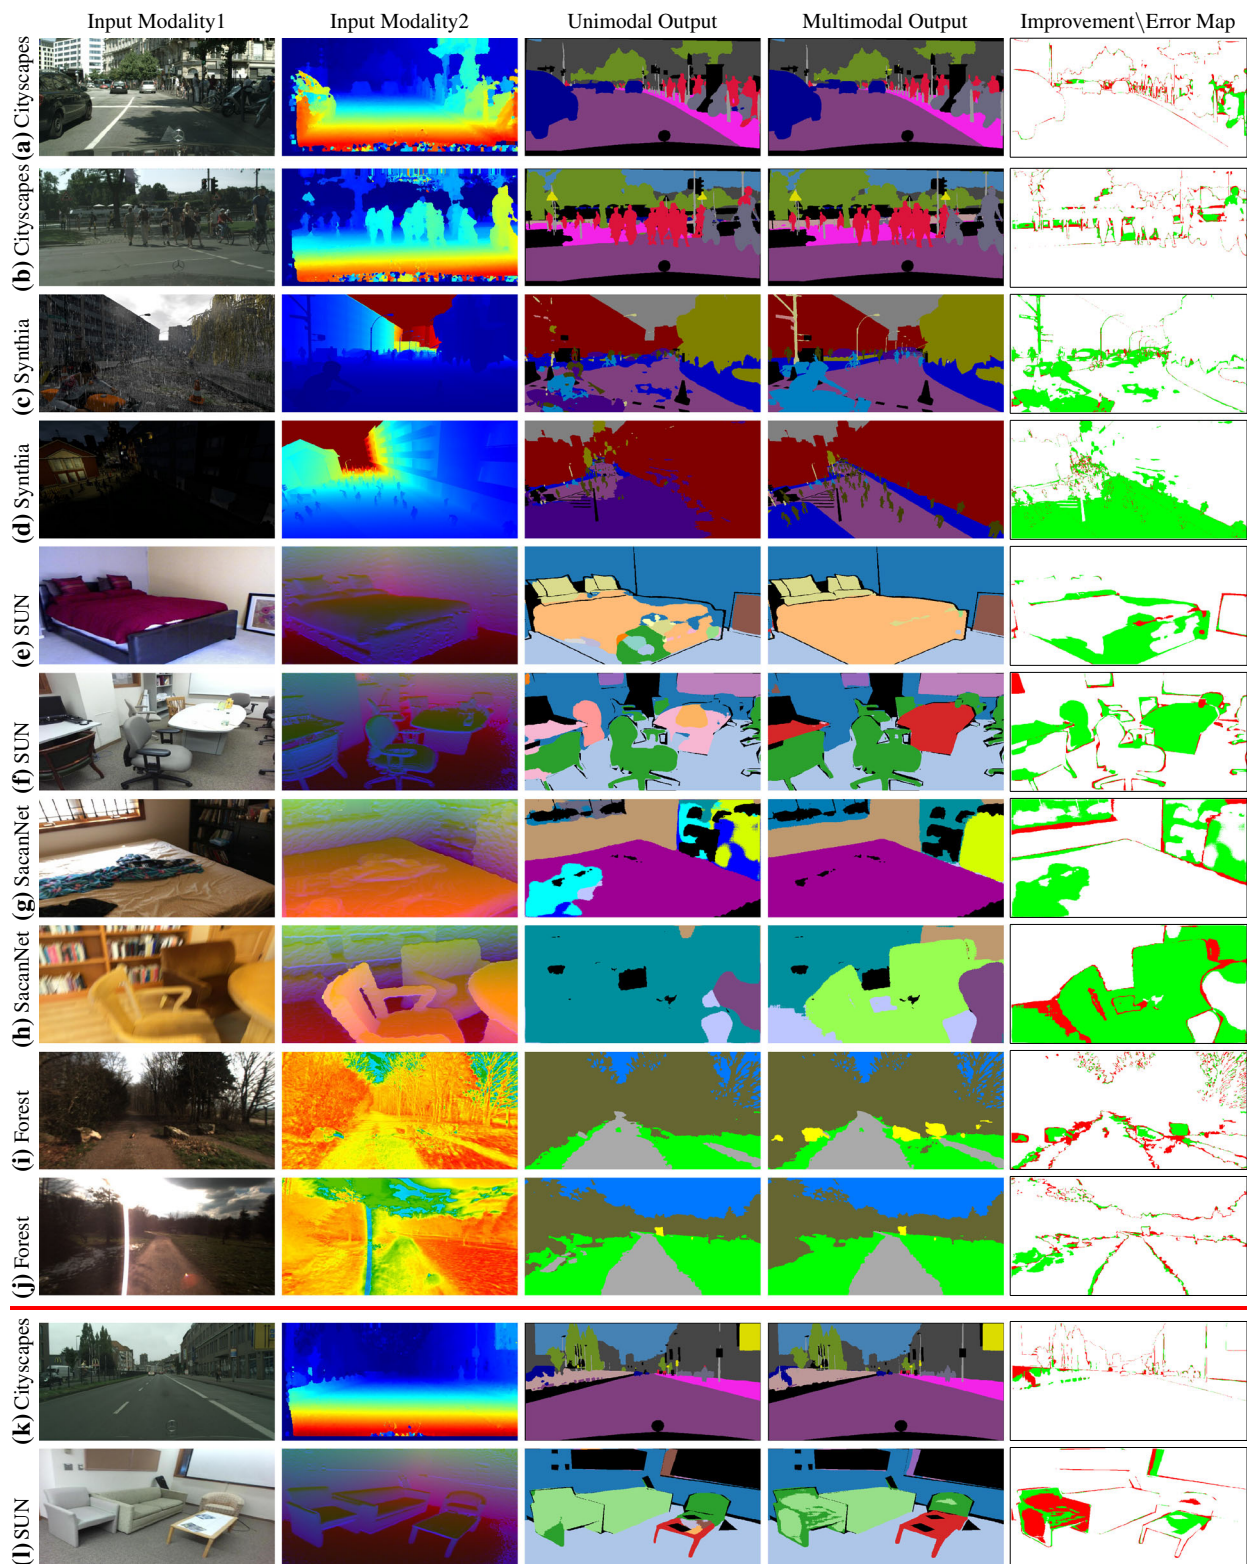 Input Modality1
Input Modality2
Unimodal Output
Multimodal Output
Improvement\Error Map
(a) Cityscapes
(b) Cityscapes
(c) Synthia
(d) Synthia
(e) SUN
(f) SUN
(g) SacanNet
(h) SacanNet
(i) Forest
(j) Forest
(k) Cityscapes
(l) SUN